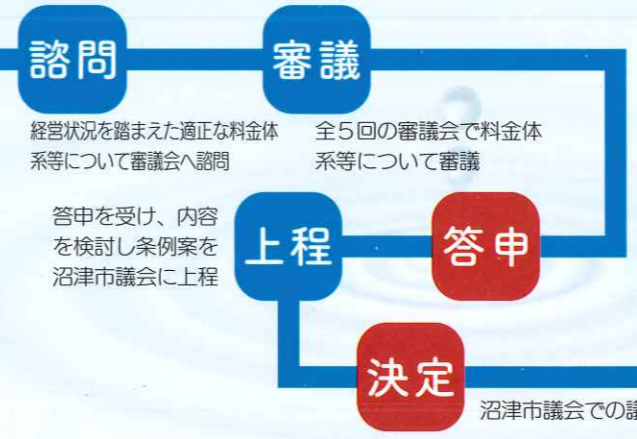 諮問
経営状況を踏まえた適正な料金体
系等について審議会へ諮問
審議
全５回の審議会で料金体
系等について審議
答申
上程
答申を受け、内容
を検討し条例案を
沼津市議会に上程
決定
沼津市議会での議